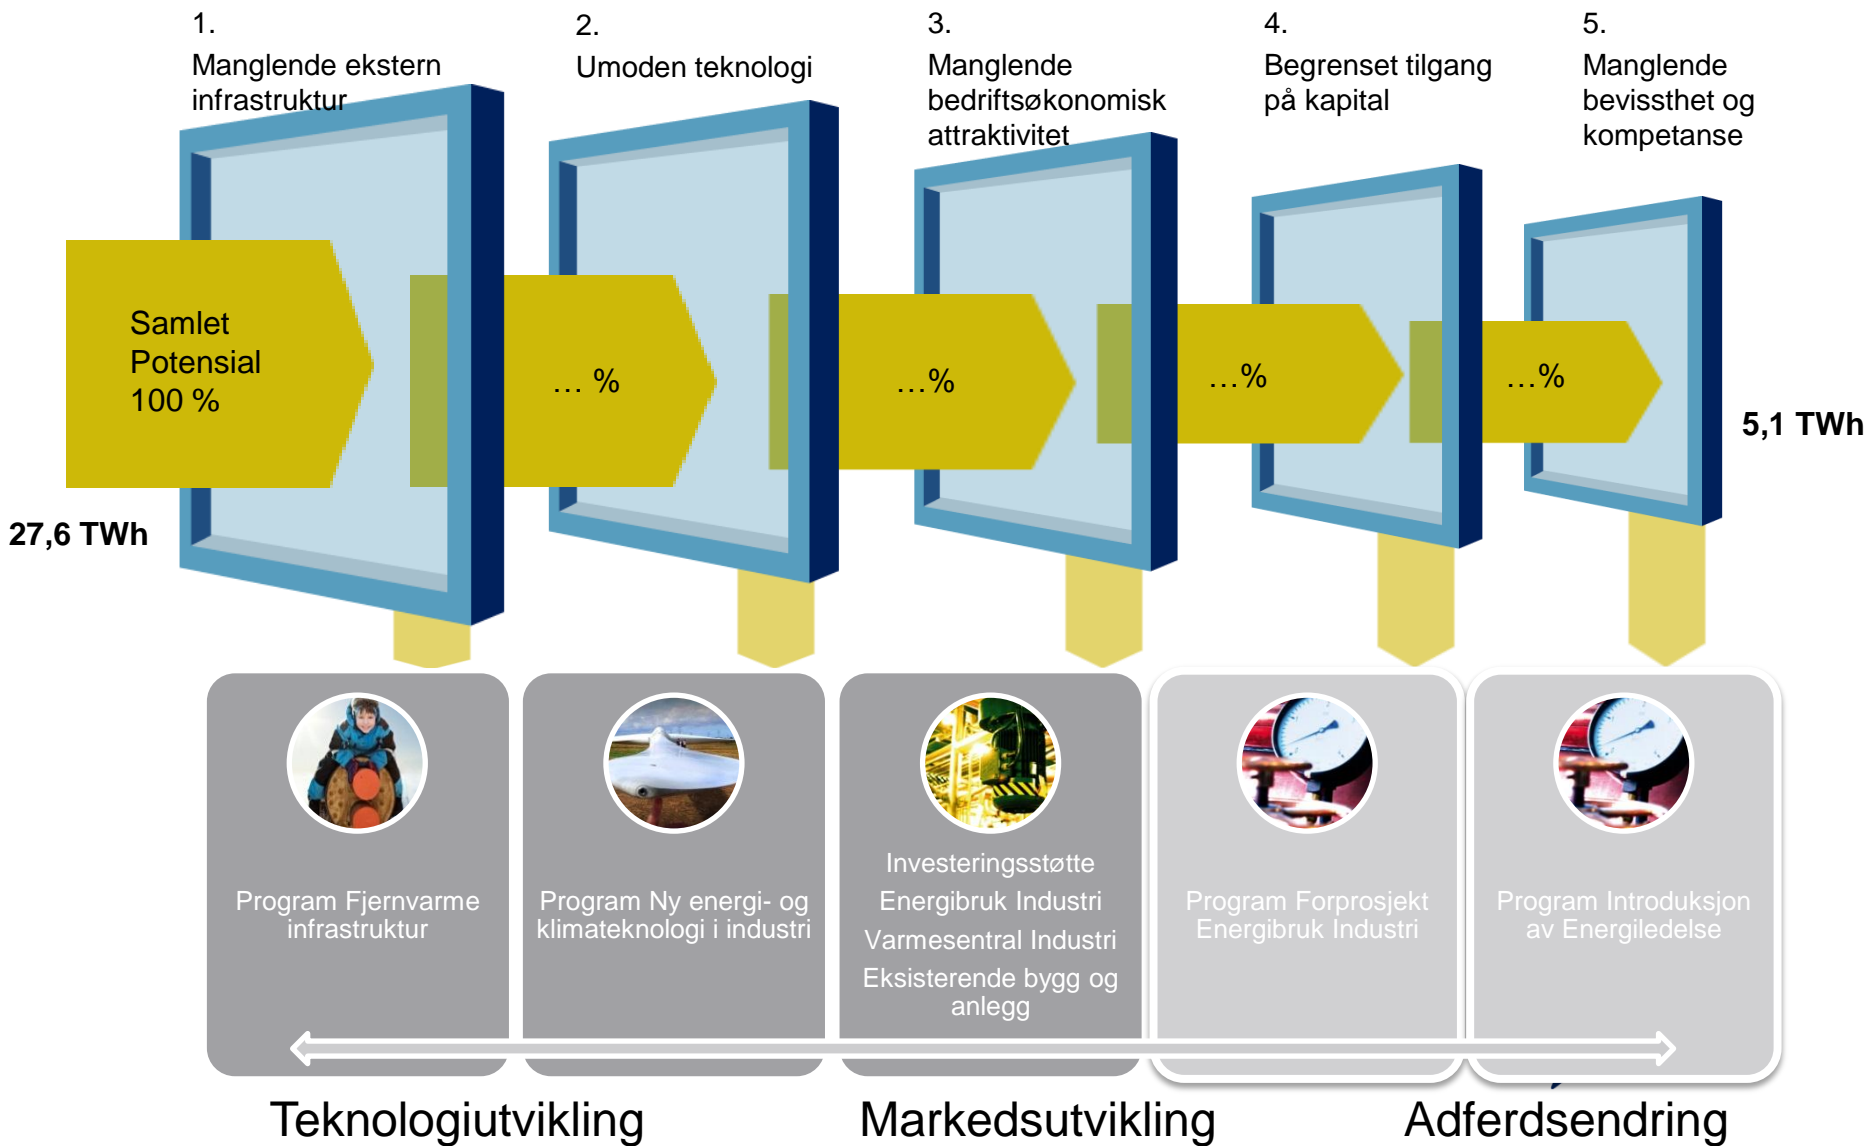 1.
Manglende ekstern
infrastruktur
2.
Umoden teknologi
3.
Manglende
bedriftsøkonomisk
attraktivitet
4.
Begrenset tilgang
på kapital
5.
Manglende
bevissthet og
kompetanse
Samlet
Potensial
100 %
... %
...%
...%
...%
27,6 TWh
5,1 TWh
Program Fjernvarme
infrastruktur
Program Ny energi- og
klimateknologi i industri
Investeringsstøtte
Energibruk Industri
Varmesentral Industri
Eksisterende bygg og
anlegg
Program Forprosjekt
Energibruk Industri
Program Introduksjon
av Energiledelse
Teknologiutvikling
Markedsutvikling
Adferdsendring